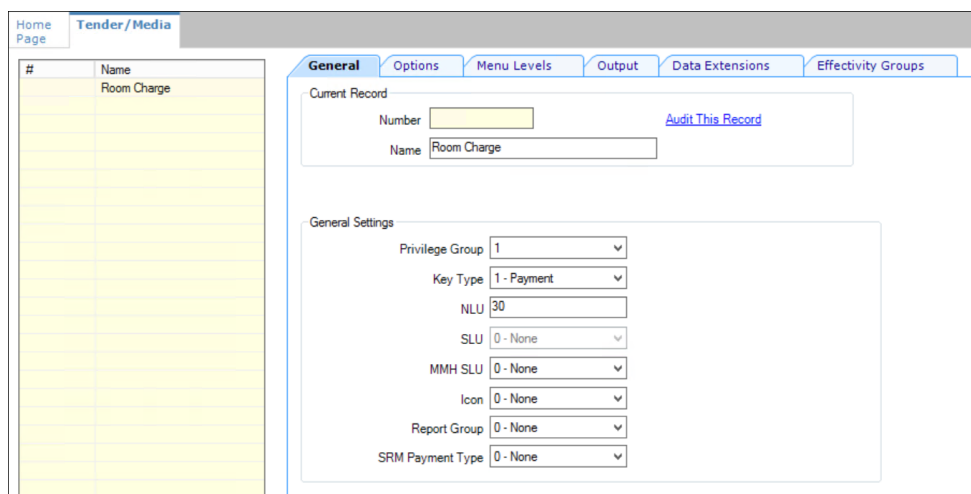 Home Page
Tender/Media
# Name
Room Charge
General Options Menu Levels Output Data Extensions Effectivity Groups
Current Record
Number Audit This Record
Name Room Charge
General Settings
Privilege Group 1
Key Type 1 - Payment
NLU 30
SLU 0 - None
MMH SLU 0 - None
Icon 0 - None
Report Group 0 - None
SRM Payment Type 0 - None